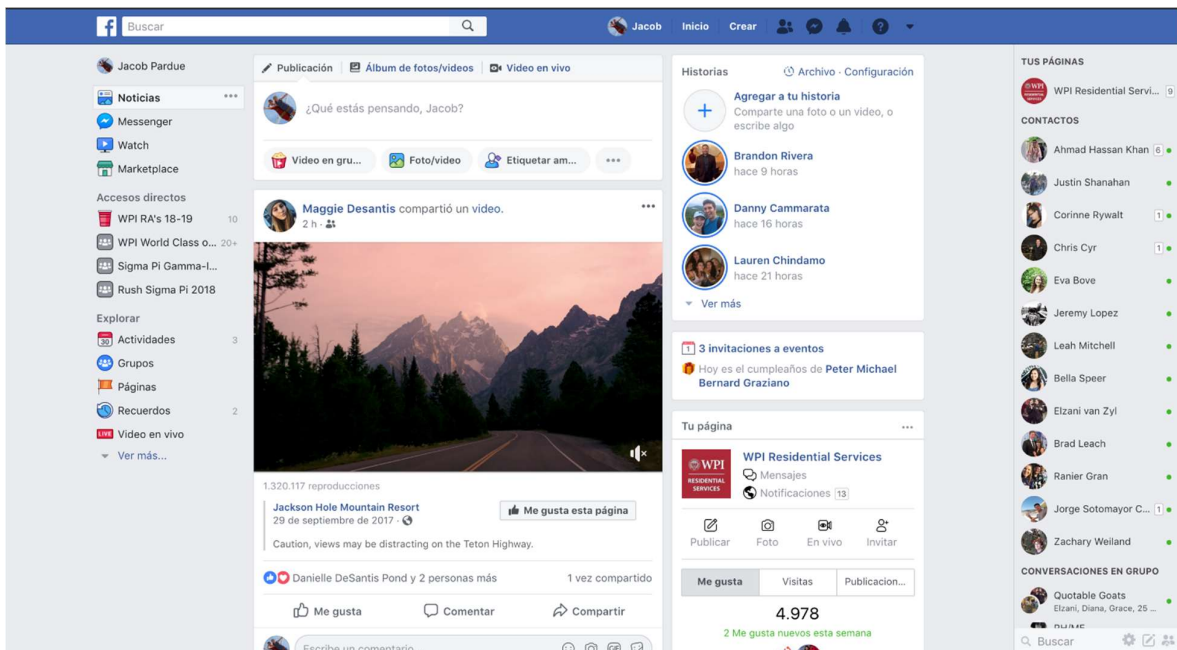 Buscar
Jacob
Inicio
Crear
Jacob Pardue
Noticias
Messenger
Watch
Marketplace
Accesos directos
WPI RA's 18-19 10
WPI World Class o... 20+
Sigma Pi Gamma-I...
Rush Sigma Pi 2018
Explorar
30 Actividades 3
Grupos
Páginas
Recuerdos 2
LIVE Video en vivo
Ver más...
Publicación
Álbum de fotos/videos
Video en vivo
¿Qué estás pensando, Jacob?
Video en gru...
Foto/video
Etiquetar am...
Maggie Desantis compartió un video.
2 h ·
1.320.117 reproducciones
Jackson Hole Mountain Resort
29 de septiembre de 2017 ·
Me gusta esta página
Caution, views may be distracting on the Teton Highway.
Danielle DeSantis Pond y 2 personas más
1 vez compartido
Me gusta
Comentar
Compartir
Escribe un comentario...
GIF
Historias
Archivo · Configuración
Agregar a tu historia
Comparte una foto o un video, o
escribe algo
Brandon Rivera
hace 9 horas
Danny Cammarata
hace 16 horas
Lauren Chindamo
hace 21 horas
Ver más
1 3 invitaciones a eventos
Hoy es el cumpleaños de Peter Michael
Bernard Graziano
Tu página
WPI
RESIDENTIAL
SERVICES
WPI Residential Services
Mensajes
Notificaciones 13
Publicar
Foto
En vivo
Invitar
Me gusta
Visitas
Publicacion...
4.978
2 Me gusta nuevos esta semana
TUS PÁGINAS
WPI Residential Servi... 9
CONTACTOS
Ahmad Hassan Khan 6
Justin Shanahan
Corinne Rywalt 1
Chris Cyr 1
Eva Bove
Jeremy Lopez
Leah Mitchell
Bella Speer
Elzani van Zyl
Brad Leach
Ranier Gran
Jorge Sotomayor C... 1
Zachary Weiland
CONVERSACIONES EN GRUPO
Quotable Goats
Elzani, Diana, Grace, 25 ...
Buscar